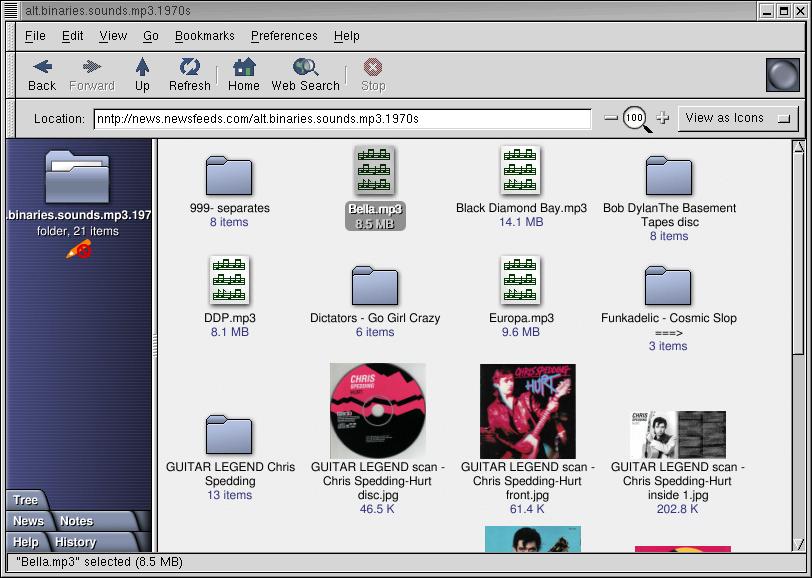 alt.binaries.sounds.mp3.1970s
File Edit View Go Bookmarks Preferences Help
Back Forward Up Refresh Home Web Search Stop
Location: nntp://news.newsfeeds.com/alt.binaries.sounds.mp3.1970s 100 View as Icons
.binaries.sounds.mp3.197
folder, 21 items
999- separates
8 items
Bella.mp3
8.5 MB
Black Diamond Bay.mp3
14.1 MB
Bob DylanThe Basement
Tapes disc
8 items
DDP.mp3
8.1 MB
Dictators - Go Girl Crazy
6 items
Europa.mp3
9.6 MB
Funkadelic - Cosmic Slop
===>
3 items
GUITAR LEGEND Chris
Spedding
13 items
CHRIS
SPEDDING
HURT
GUITAR LEGEND scan -
Chris Spedding-Hurt
disc.jpg
46.5 K
CHRIS SPEDDING
HURT
GUITAR LEGEND scan -
Chris Spedding-Hurt
front.jpg
61.4 K
CHRIS
SPEDDING
GUITAR LEGEND scan -
Chris Spedding-Hurt
inside 1.jpg
202.8 K
Tree
News Notes
Help History
"Bella.mp3" selected (8.5 MB)